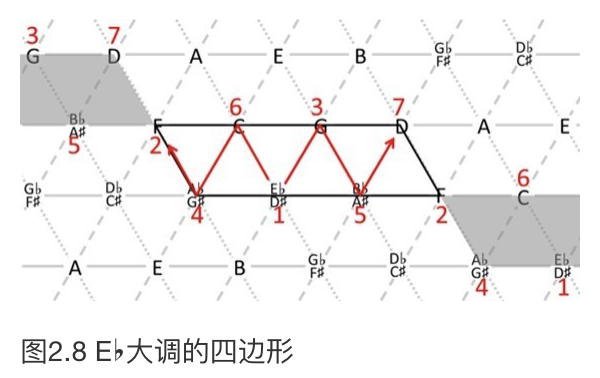 3 7
G D A E B G♭ D♭
F♯ C♯
6 3 7
B♭ F C G D A E
A♯
5 2
G♭ D♭ A♭ E♭ B♭ F 6
F♯ C♯ G♯ D♯ A♯ C
4 1 5 2
A E B G♭ D♭ A♭ E♭
F♯ C♯ G♯ D♯
4 1
图2.8 E♭大调的四边形